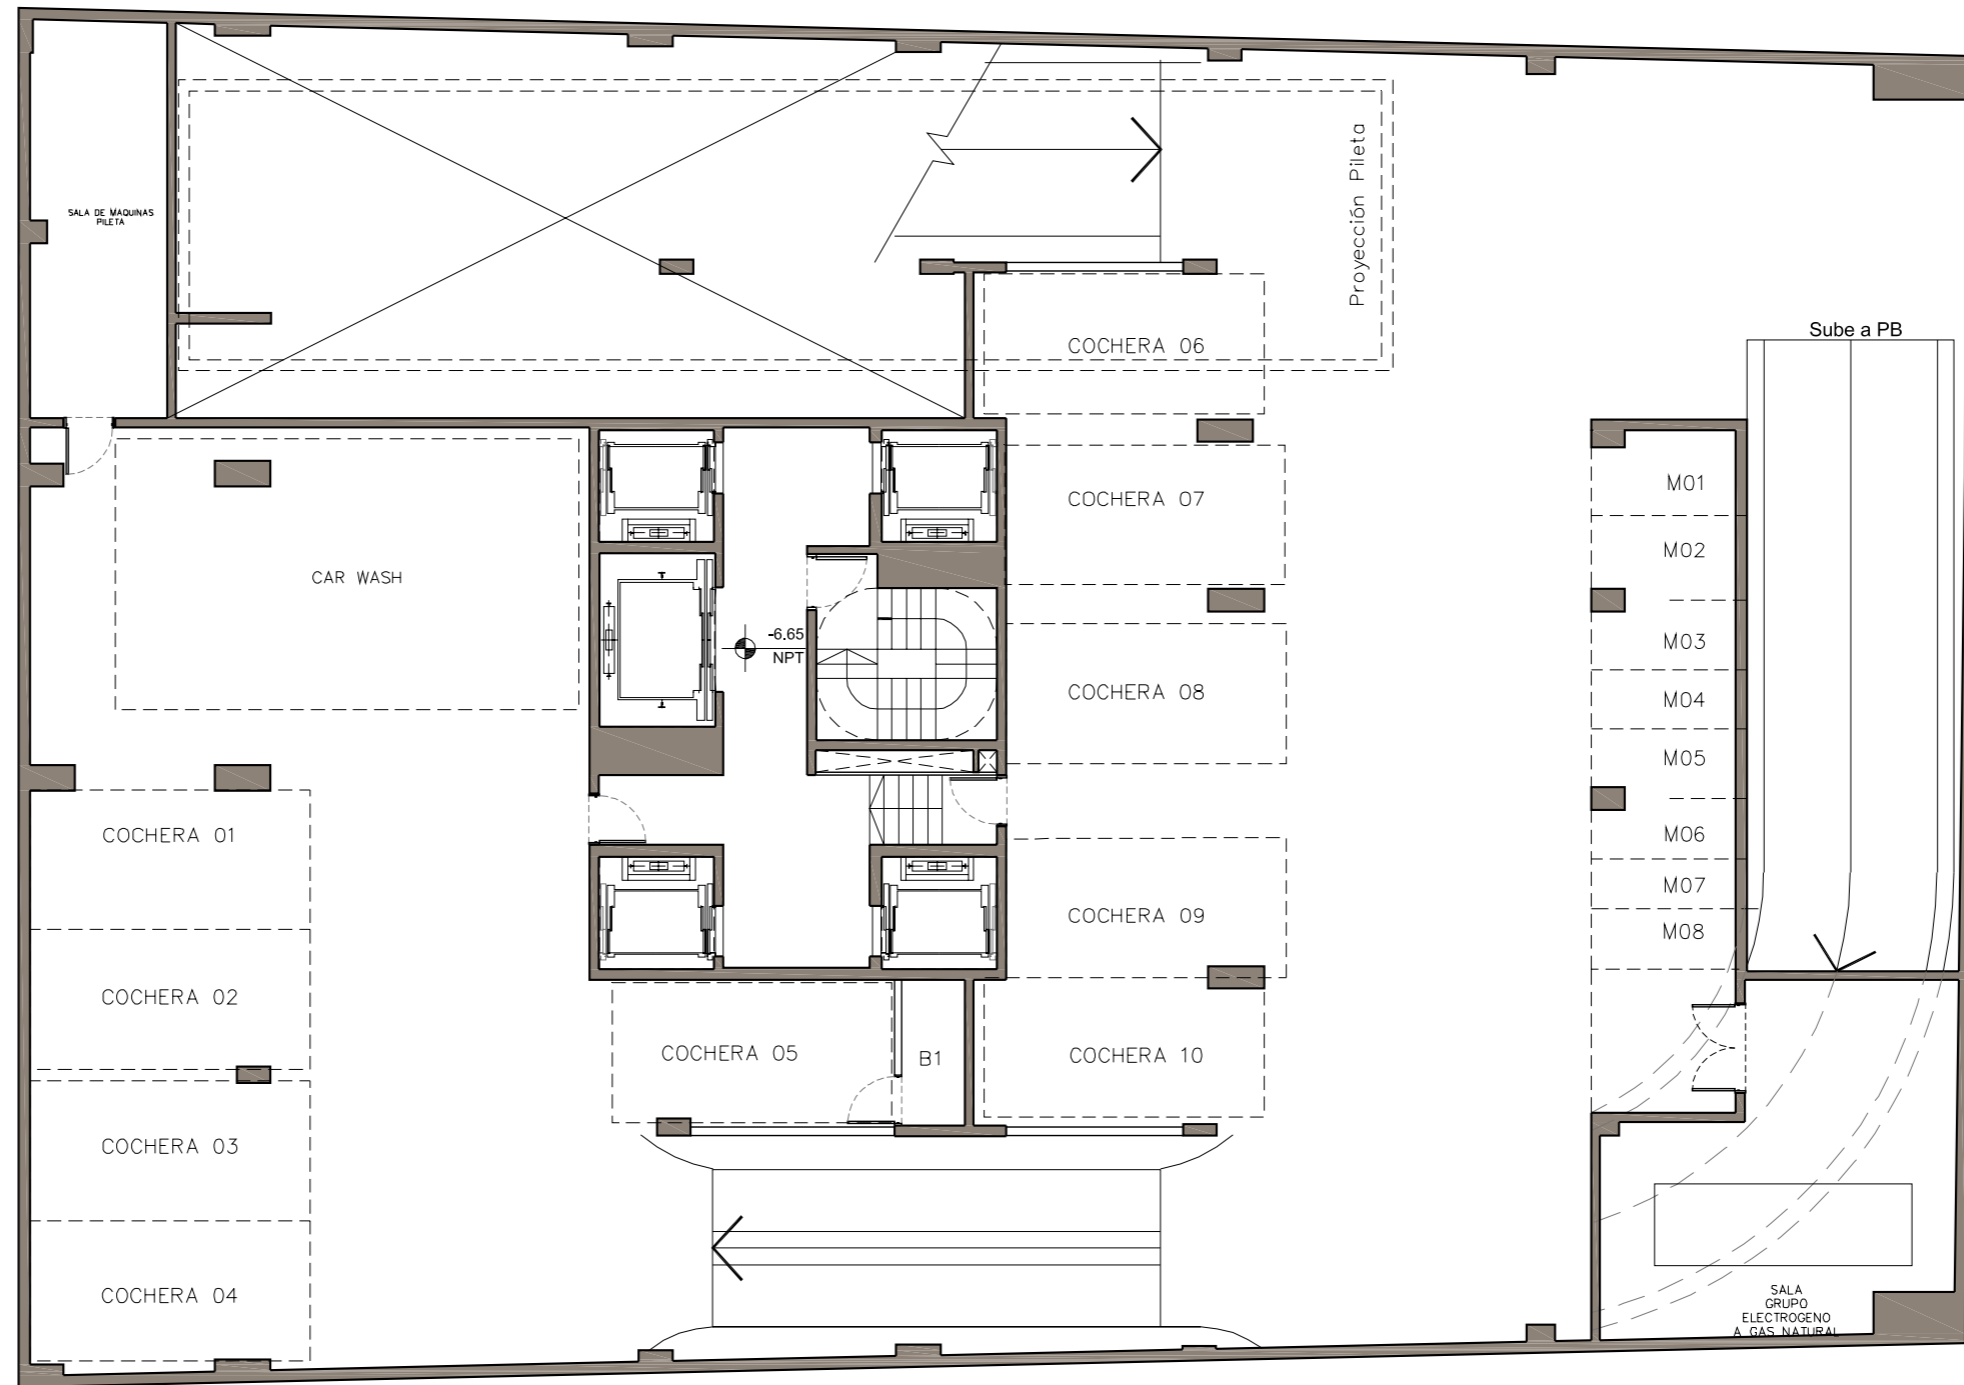 SALA DE MAQUINAS
PILETA
Proyección Pileta
COCHERA 06
Sube a PB
COCHERA 07
M01
M02
CAR WASH
-6.65
NPT
M03
COCHERA 08
M04
M05
COCHERA 01
M06
M07
COCHERA 09
M08
COCHERA 02
COCHERA 05
B1
COCHERA 10
COCHERA 03
COCHERA 04
SALA
GRUPO
ELECTROGENO
A GAS NATURAL